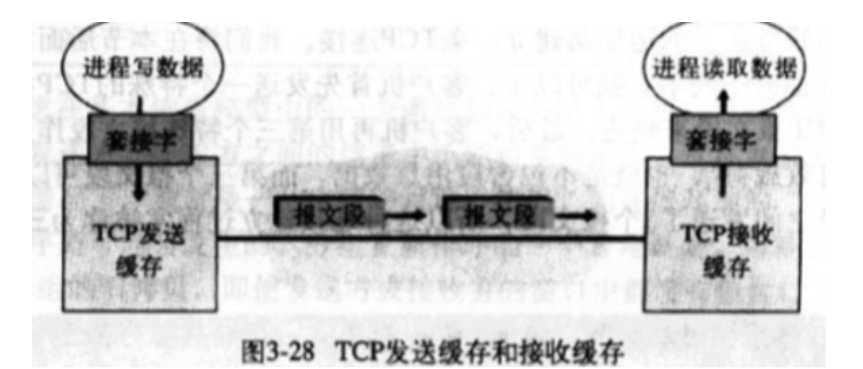 进程写数据
进程读取数据
套接字
套接字
报文段
报文段
TCP发送
缓存
TCP接收
缓存
图3-28 TCP发送缓存和接收缓存